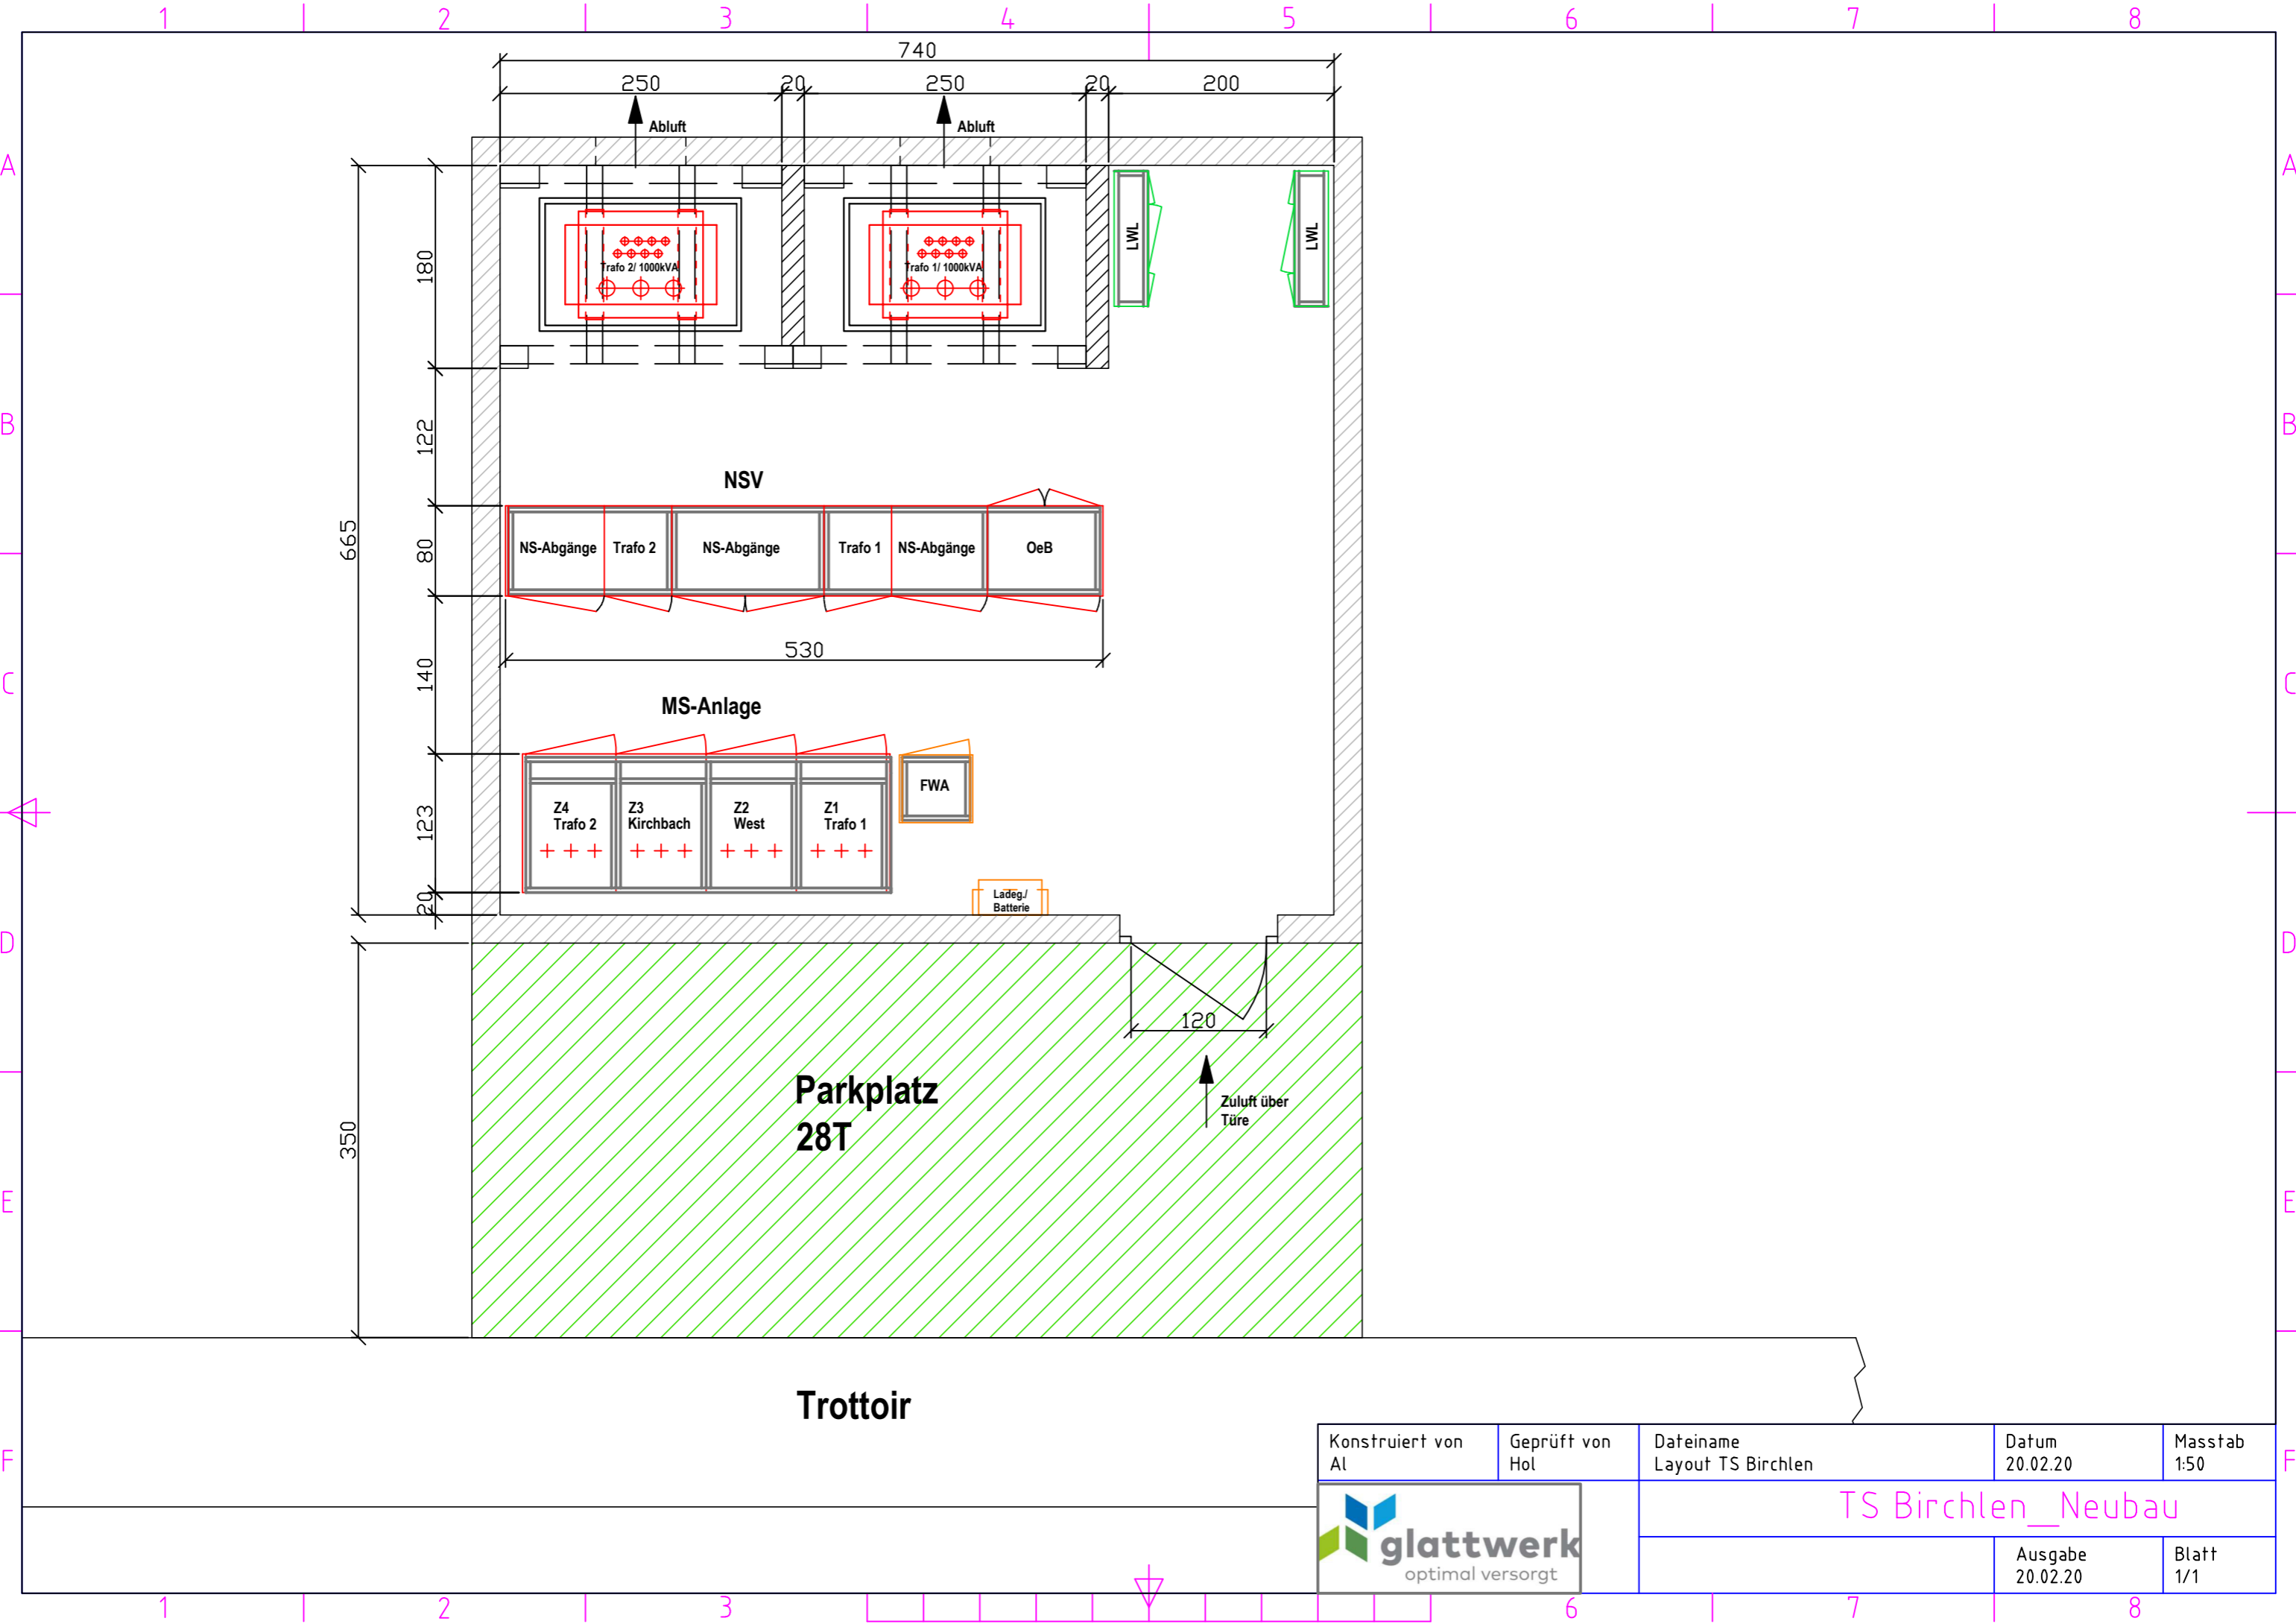 1 2 3 4 5 6 7 8
740
250 20 250 20 200
Abluft Abluft
A A
LWL LWL
Trafo 2/ 1000kVA Trafo 1/ 1000kVA
180
B B
122
NSV
665
80
NS-Abgänge Trafo 2 NS-Abgänge Trafo 1 NS-Abgänge OeB
530
140
C C
MS-Anlage
FWA
123
Z4 Z3 Z2 Z1
Trafo 2 Kirchbach West Trafo 1
20
Ladeg./
Batterie
D D
120
Parkplatz
28T
Zuluft über
Türe
350
E E
Trottoir
F F
Konstruiert von
Al
Geprüft von
Hol
Dateiname
Layout TS Birchlen
Datum
20.02.20
Masstab
1:50
TS Birchlen__Neubau
glattwerk
optimal versorgt
Ausgabe
20.02.20
Blatt
1/1
1 2 3 6 7 8